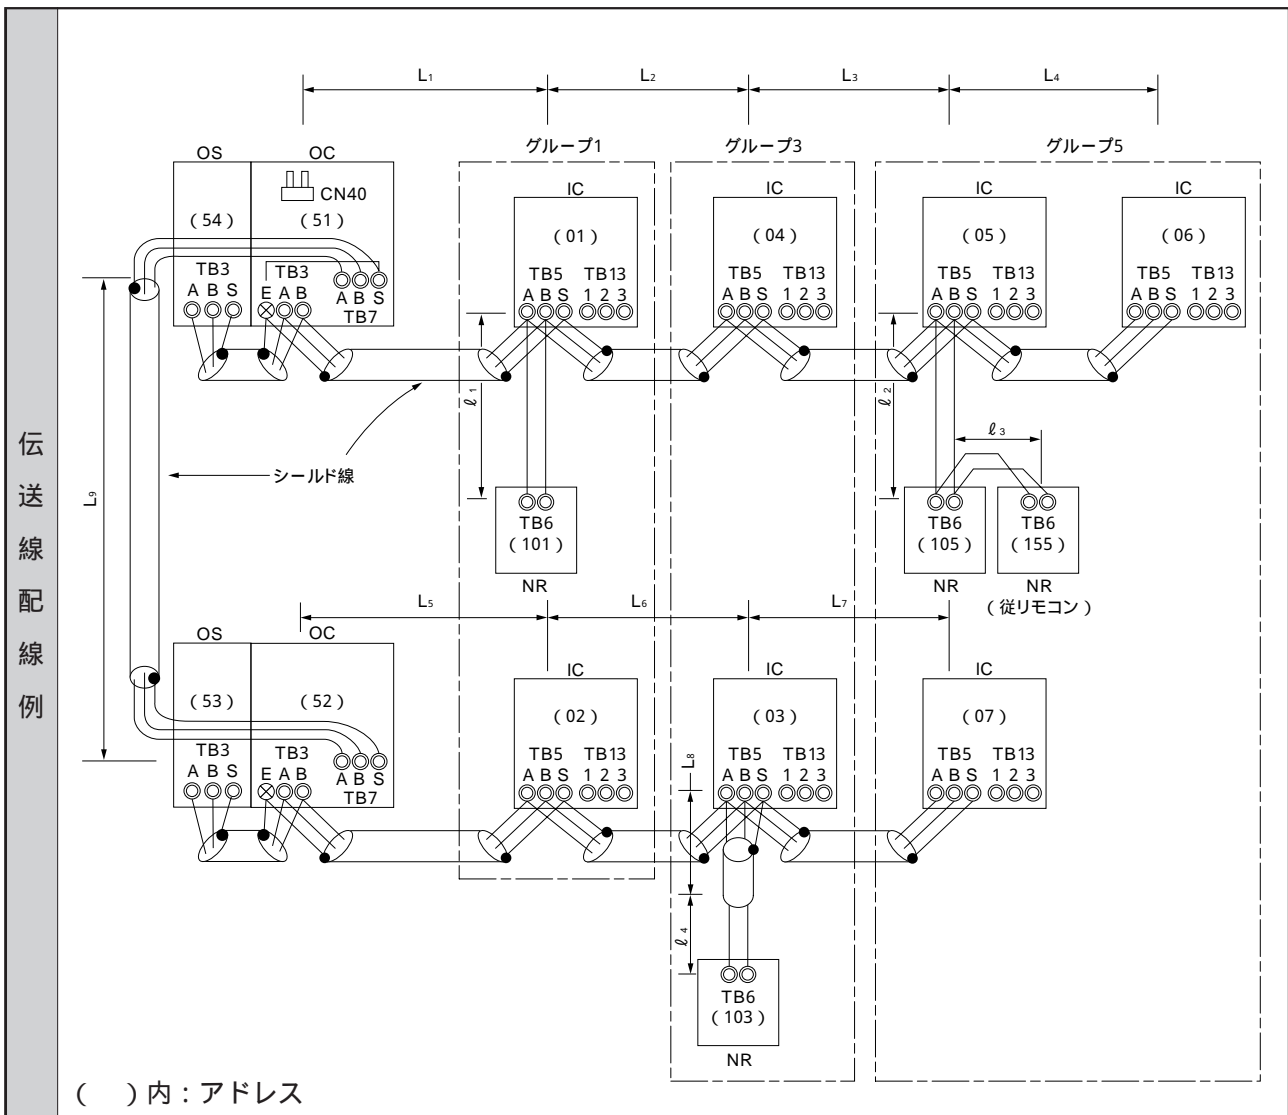 伝送線配線例
L₁ L₂ L₃ L₄
グループ1 グループ3 グループ5
OS OC
CN40
IC IC IC IC
(54) (51) (01) (04) (05) (06)
TB3 TB3 TB5 TB13 TB5 TB13 TB5 TB13 TB5 TB13
A B S E A B A B S A B S 1 2 3 A B S 1 2 3 A B S 1 2 3 A B S 1 2 3
TB7
ℓ₁ ℓ₂ ℓ₃
シールド線
L₉
TB6 TB6 TB6
(101) (105) (155)
NR NR NR
(従リモコン)
L₅ L₆ L₇
OS OC
IC IC IC
(53) (52) (02) (03) (07)
TB3 TB3 TB5 TB13 TB5 TB13 TB5 TB13
A B S E A B A B S A B S 1 2 3 A B S 1 2 3 A B S 1 2 3
TB7
L₈
ℓ₄
TB6
(103)
NR
( )内:アドレス